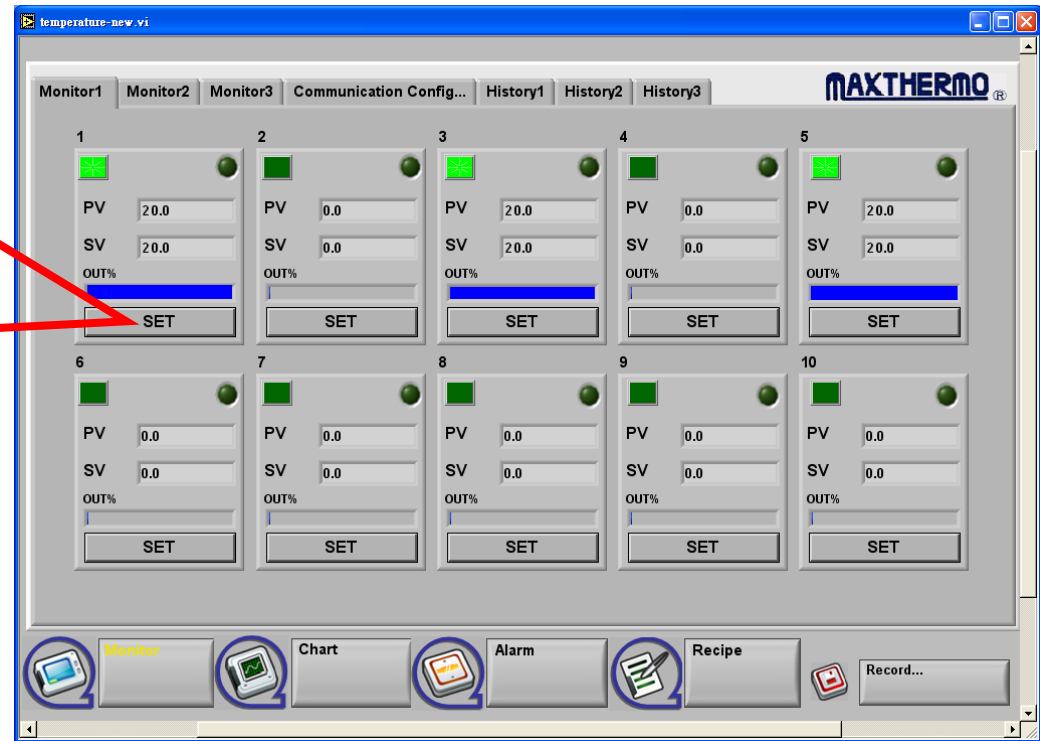 temperature-new.vi
Monitor1 Monitor2 Monitor3 Communication Config... History1 History2 History3 MAXTHERMO ®
1 2 3 4 5
PV 20.0 PV 0.0 PV 20.0 PV 0.0 PV 20.0
SV 20.0 SV 0.0 SV 20.0 SV 0.0 SV 20.0
OUT% OUT% OUT% OUT% OUT%
SET SET SET SET SET
6 7 8 9 10
PV 0.0 PV 0.0 PV 0.0 PV 0.0 PV 0.0
SV 0.0 SV 0.0 SV 0.0 SV 0.0 SV 0.0
OUT% OUT% OUT% OUT% OUT%
SET SET SET SET SET
Monitor Chart Alarm Recipe
Record...